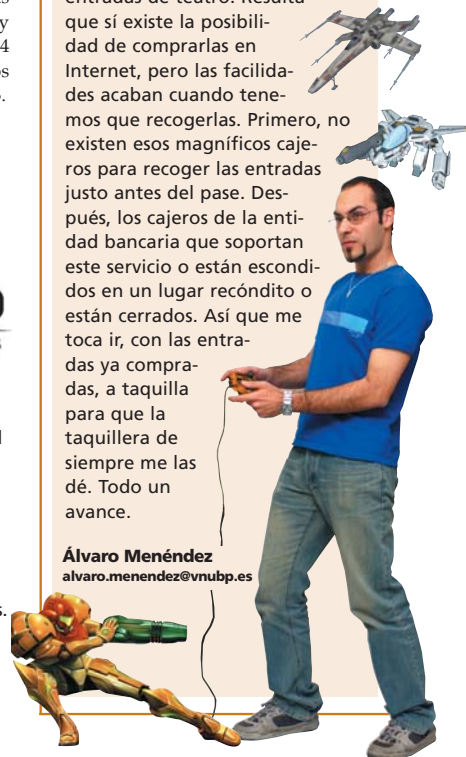 as
y
4
os
o.
entradas de teatro. Resulta
que sí existe la posibili-
dad de comprarlas en
Internet, pero las facilida-
des acaban cuando tene-
mos que recogerlas. Primero, no
existen esos magníficos caje-
ros para recoger las entradas
justo antes del pase. Des-
pués, los cajeros de la enti-
dad bancaria que soportan
este servicio o están escondi-
dos en un lugar recóndito o
están cerrados. Así que me
toca ir, con las entra-
das ya compra-
das, a taquilla
para que la
taquillera de
siempre me las
dé. Todo un
avance.
Álvaro Menéndez
alvaro.menendez@vnubp.es
s.